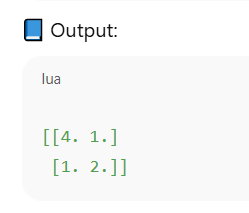 📘 Output:
lua
[[4. 1.]
 [1. 2.]]